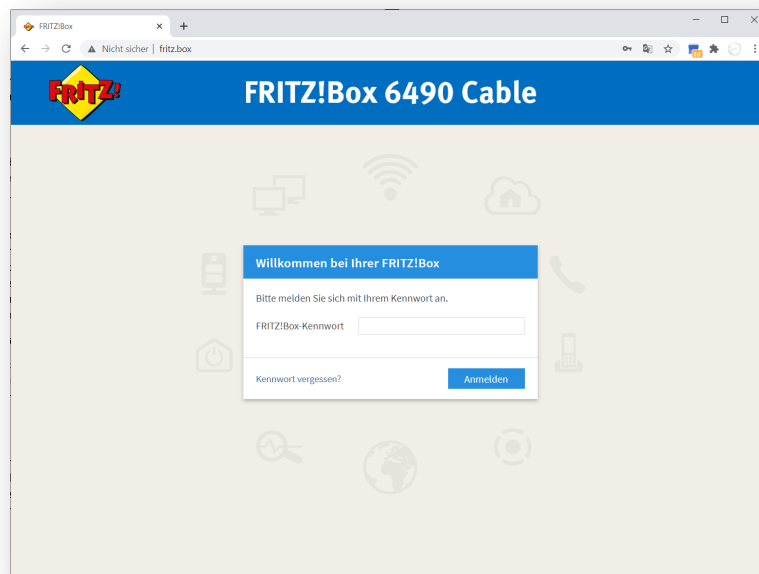 FRITZ!Box
Nicht sicher | fritz.box
FRITZ!
FRITZ!Box 6490 Cable
Willkommen bei Ihrer FRITZ!Box
Bitte melden Sie sich mit Ihrem Kennwort an.
FRITZ!Box-Kennwort
Kennwort vergessen?
Anmelden